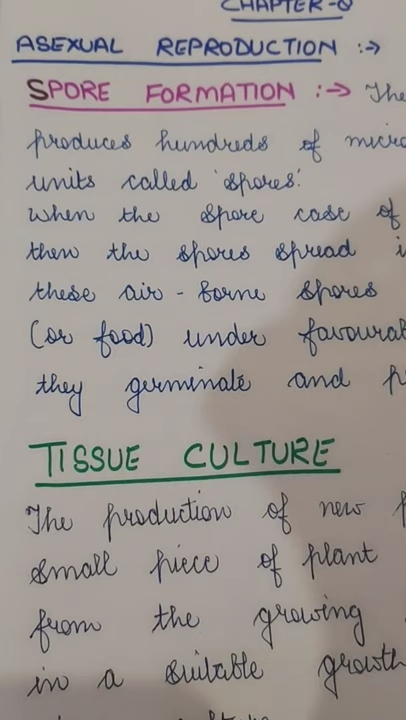 CHAPTER-8
ASEXUAL REPRODUCTION :→
SPORE FORMATION :→ The
produces hundreds of micro
units called 'spores'.
When the spore case of
then the spores spread i
these air-borne spores
(or food) under favourab
they germinate and p
TISSUE CULTURE
The production of new p
small piece of plant
from the growing
in a suitable growth